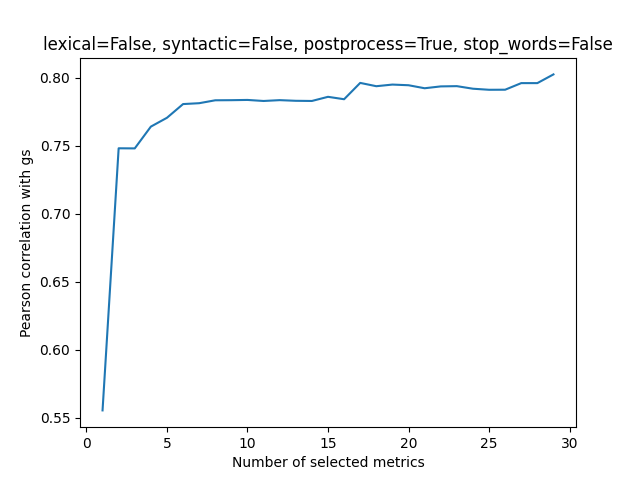 lexical=False, syntactic=False, postprocess=True, stop_words=False
0.80
0.75
0.70
0.65
0.60
0.55
Pearson correlation with gs
0 5 10 15 20 25 30
Number of selected metrics